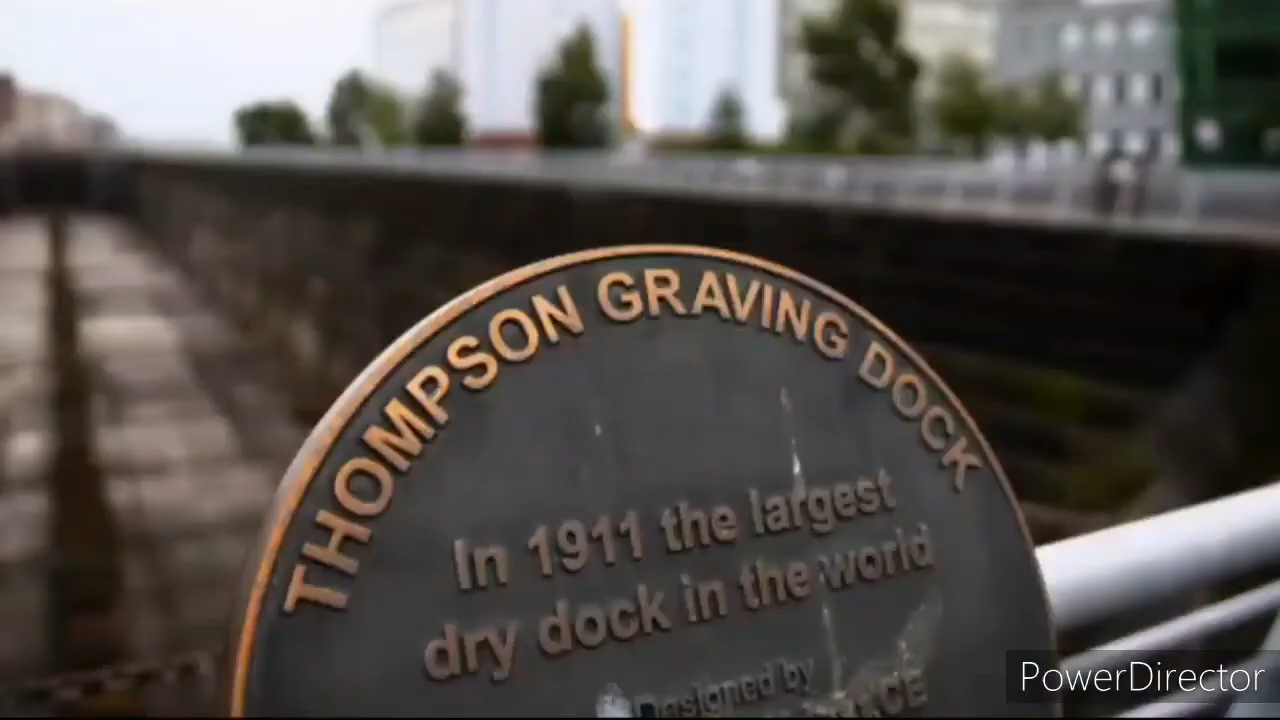 THOMPSON GRAVING DOCK
In 1911 the largest
dry dock in the world
Designed by
PowerDirector